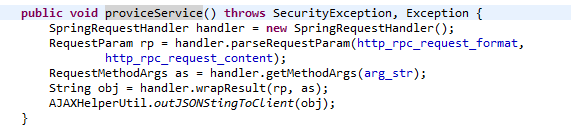 public void proviceService() throws SecurityException, Exception {
SpringRequestHandler handler = new SpringRequestHandler();
RequestParam rp = handler.parseRequestParam(http_rpc_request_format,
http_rpc_request_content);
RequestMethodArgs as = handler.getMethodArgs(arg_str);
String obj = handler.wrapResult(rp, as);
AJAXHelperUtil.outJSONStingToClient(obj);
}